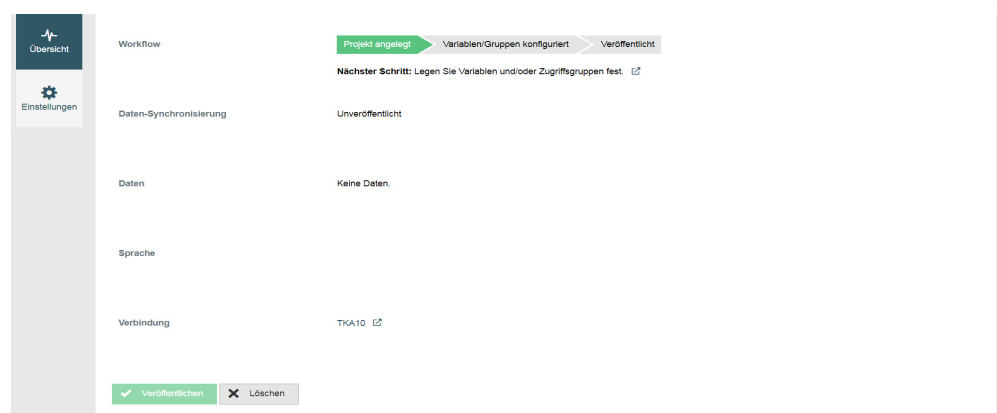 Übersicht
Einstellungen
Workflow
Projekt angelegt Variablen/Gruppen konfiguriert Veröffentlicht
Nächster Schritt: Legen Sie Variablen und/oder Zugriffsgruppen fest.
Daten-Synchronisierung Unveröffentlicht
Daten Keine Daten.
Sprache
Verbindung TKA10
Veröffentlichen Löschen